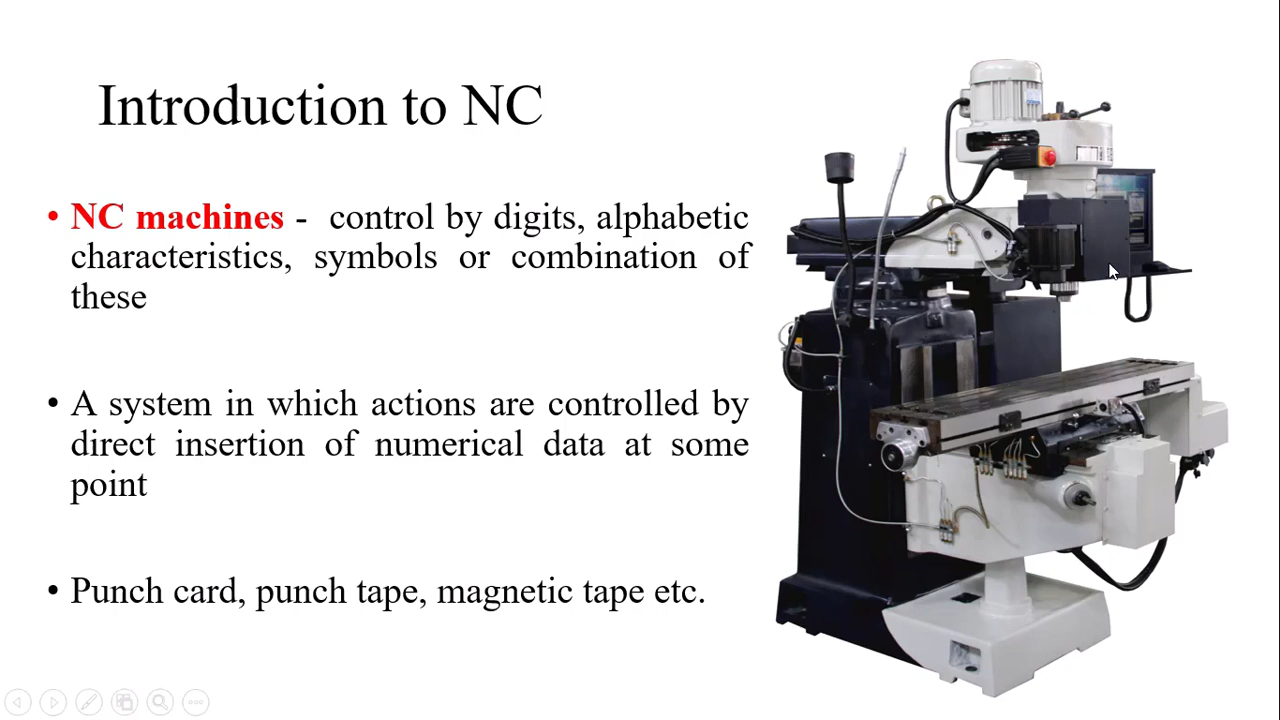 Introduction to NC
• NC machines - control by digits, alphabetic
characteristics, symbols or combination of
these
• A system in which actions are controlled by
direct insertion of numerical data at some
point
• Punch card, punch tape, magnetic tape etc.